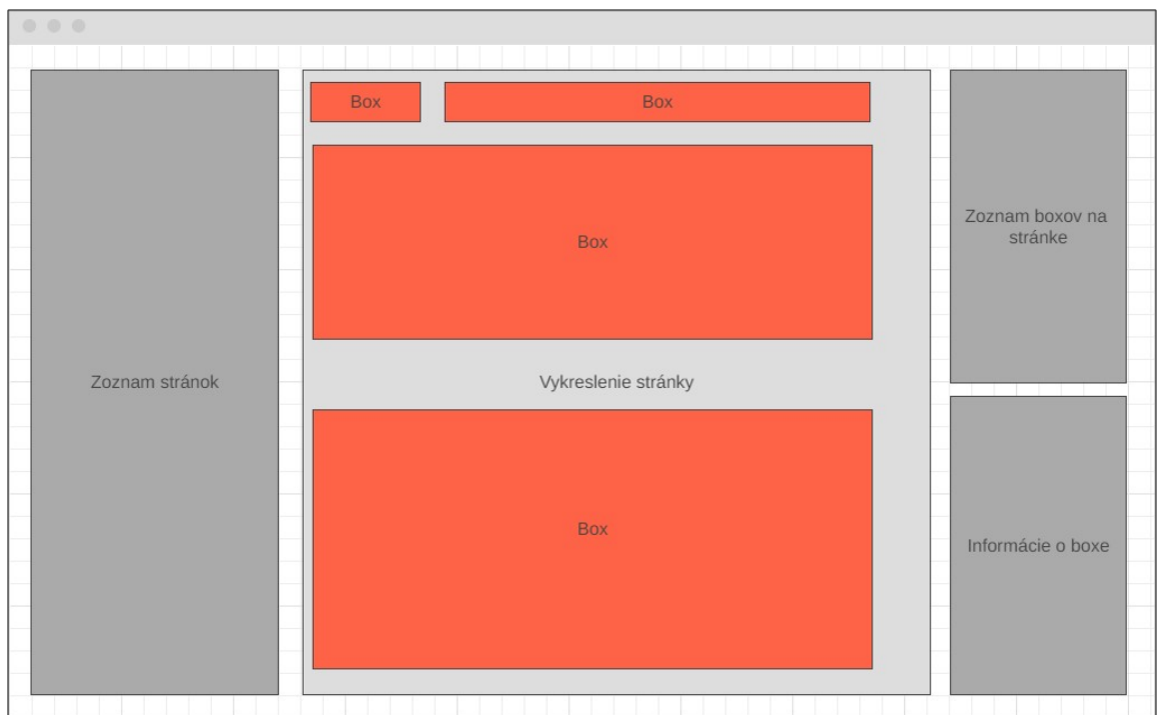 Box
Box
Box
Zoznam boxov na
stránke
Zoznam stránok
Vykreslenie stránky
Box
Informácie o boxe